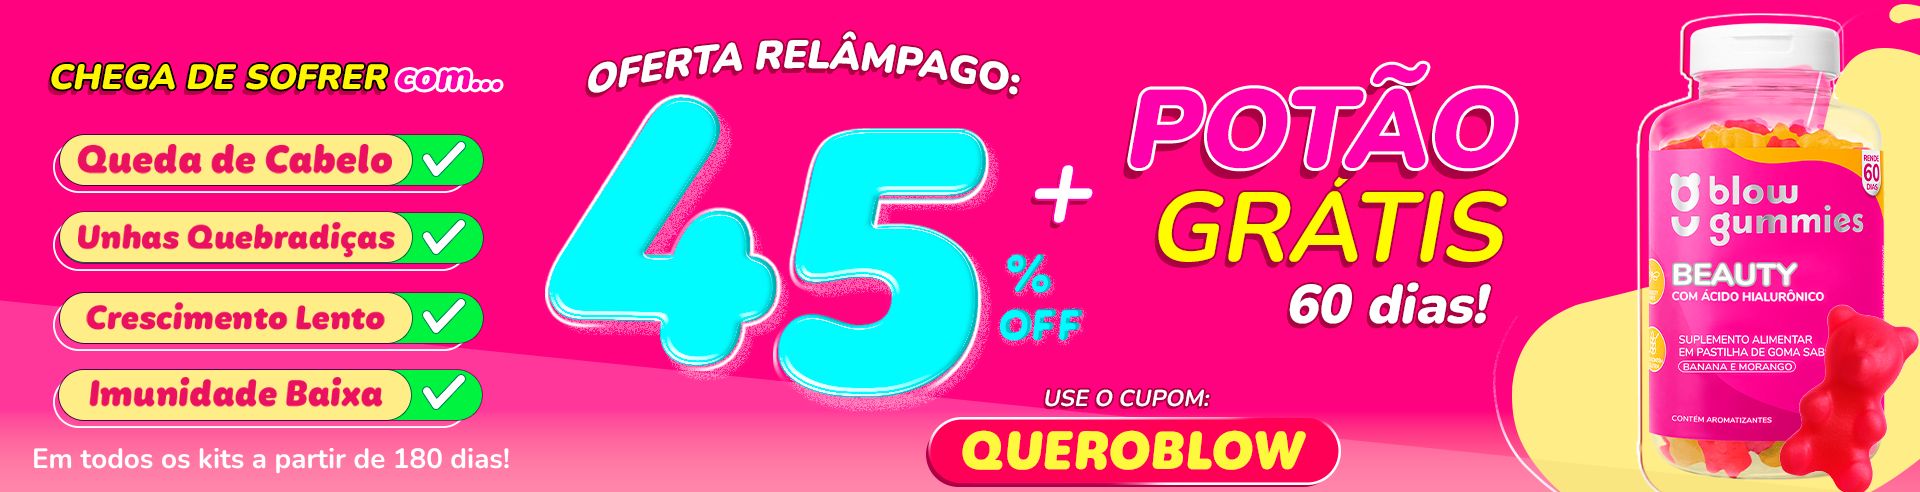 CHEGA DE SOFRER com...
Queda de Cabelo
Unhas Quebradiças
Crescimento Lento
Imunidade Baixa
Em todos os kits a partir de 180 dias!
OFERTA RELÂMPAGO:
45
%
OFF
+
POTÃO
GRÁTIS
60 dias!
USE O CUPOM:
QUEROBLOW
RENDE
60
DIAS
blow
gummies
BEAUTY
COM ÁCIDO HIALURÔNICO
SUPLEMENTO ALIMENTAR
EM PASTILHA DE GOMA SAB
BANANA E MORANGO
CONTÉM AROMATIZANTES